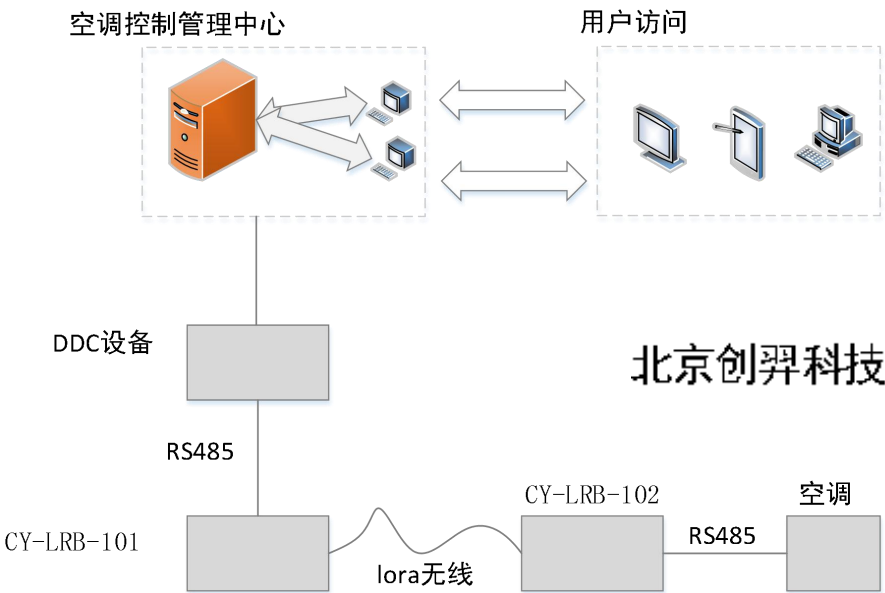 空调控制管理中心
用户访问
DDC设备
北京创羿科技
RS485
CY-LRB-102
空调
CY-LRB-101
RS485
lora无线